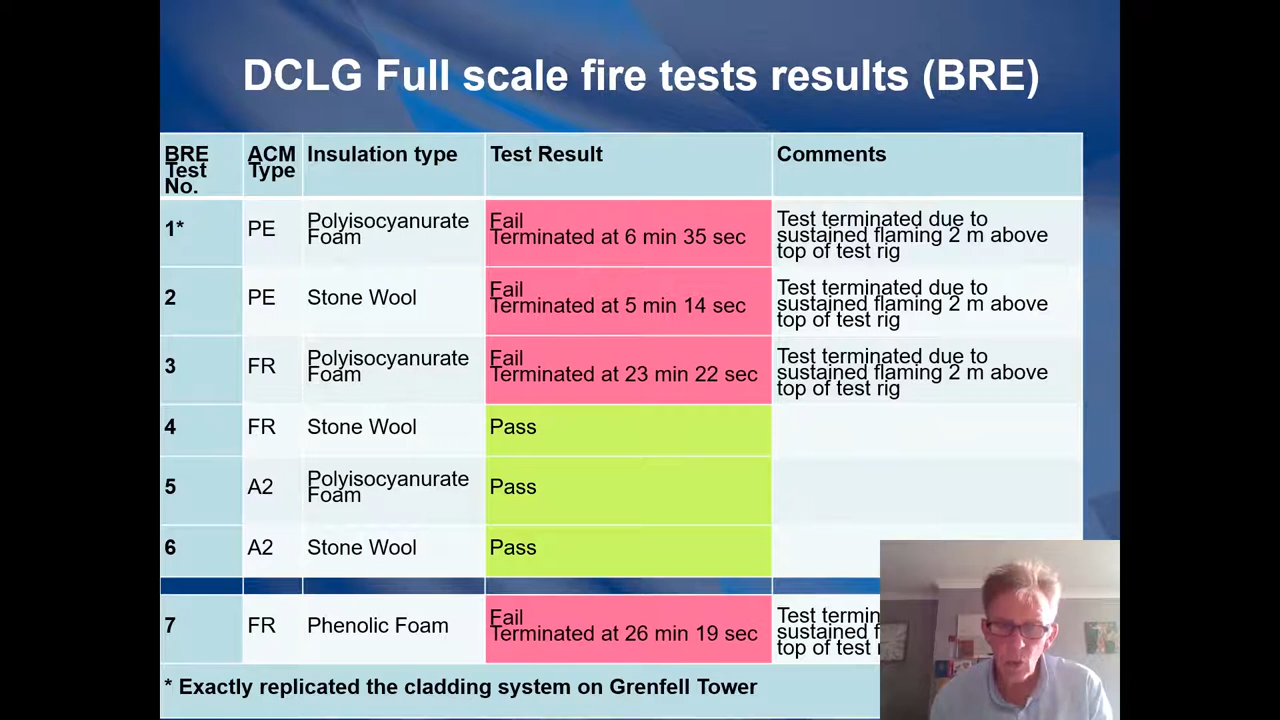 DCLG Full scale fire tests results (BRE)
BRE Test No. ACM Type Insulation type Test Result Comments
1* PE Polyisocyanurate Foam Fail Terminated at 6 min 35 sec Test terminated due to sustained flaming 2 m above top of test rig
2 PE Stone Wool Fail Terminated at 5 min 14 sec Test terminated due to sustained flaming 2 m above top of test rig
3 FR Polyisocyanurate Foam Fail Terminated at 23 min 22 sec Test terminated due to sustained flaming 2 m above top of test rig
4 FR Stone Wool Pass
5 A2 Polyisocyanurate Foam Pass
6 A2 Stone Wool Pass
7 FR Phenolic Foam Fail Terminated at 26 min 19 sec Test sustained top of test
* Exactly replicated the cladding system on Grenfell Tower